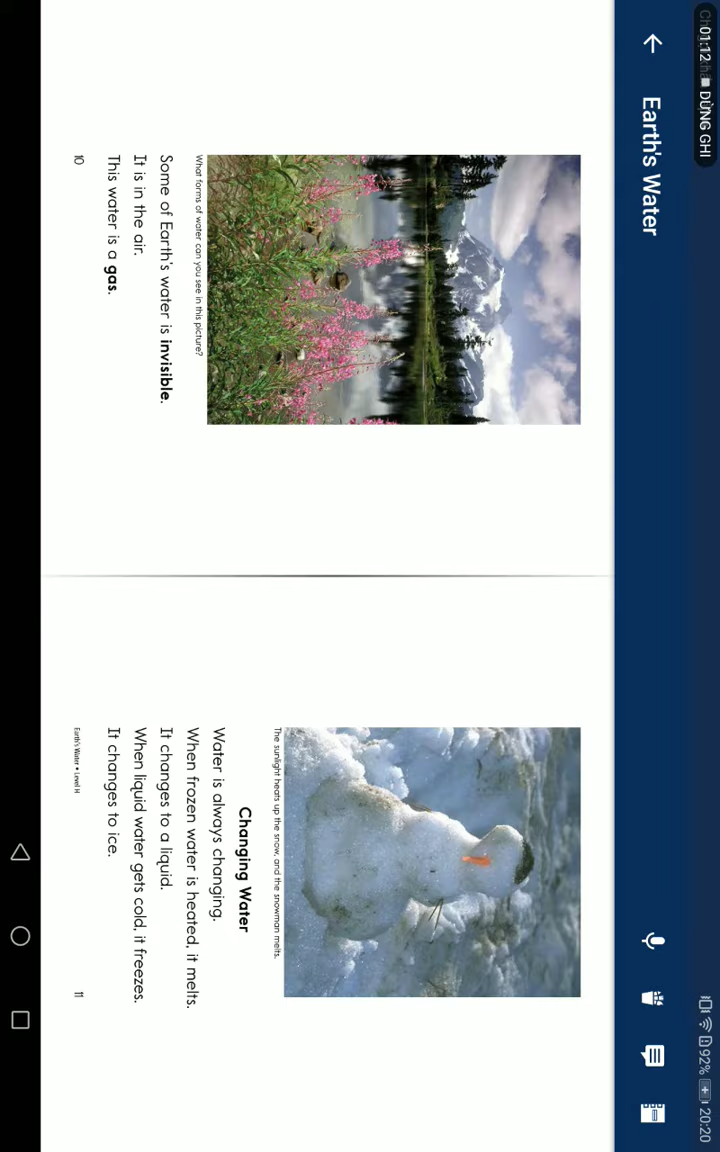 01:12 ■ DỪNG GHI
92% 20:20
Earth's Water
What forms of water can you see in this picture?
Some of Earth's water is invisible.
It is in the air.
This water is a gas.
10
The sunlight heats up the snow, and the snowman melts.
Changing Water
Water is always changing.
When frozen water is heated, it melts.
It changes to a liquid.
When liquid water gets cold, it freezes.
It changes to ice.
Earth's Water • Level H
11